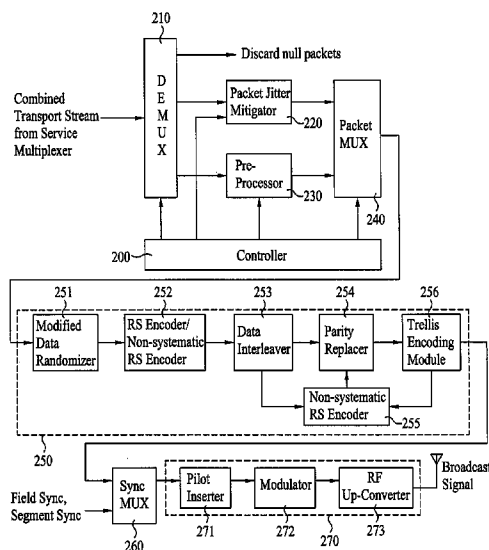 210
Discard null packets
D
E
M
U
X
Combined
Transport Stream
from Service
Multiplexer
Packet Jitter
Mitigator
220
Pre-
Processor
230
Packet
MUX
240
200
Controller
251
252
253
254
256
Modified
Data
Randomizer
RS Encoder/
Non-systematic
RS Encoder
Data
Interleaver
Parity
Replacer
Trellis
Encoding
Module
Non-systematic
RS Encoder
255
250
Field Sync,
Segment Sync
Sync
MUX
260
Pilot
Inserter
271
Modulator
272
RF
Up-Converter
273
270
Broadcast
Signal